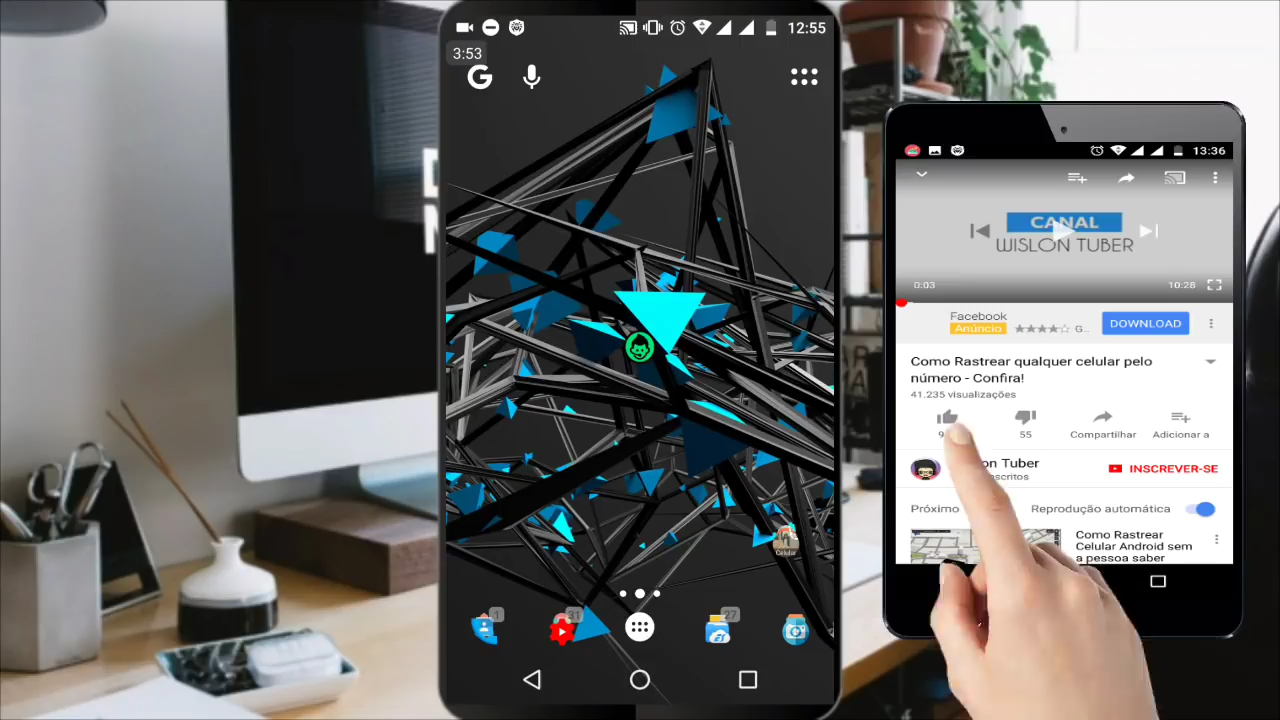 12:55
3:53
G
Celular
1
31
27
13:36
CANAL
WISLON TUBER
0:03
10:28
Facebook
Anúncio
G...
DOWNLOAD
Como Rastrear qualquer celular pelo
número - Confira!
41.235 visualizações
55
Compartilhar
Adicionar a
on Tuber
INSCREVER-SE
Próximo
Reprodução automática
Como Rastrear
Celular Android sem
a pessoa saber